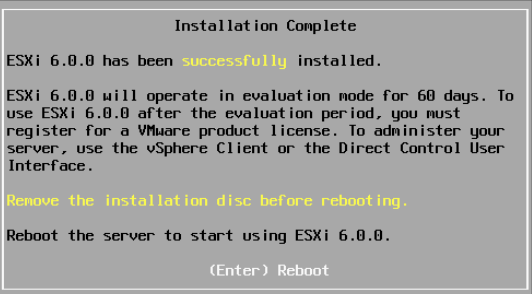 Installation Complete
ESXi 6.0.0 has been successfully installed.
ESXi 6.0.0 will operate in evaluation mode for 60 days. To
use ESXi 6.0.0 after the evaluation period, you must
register for a VMware product license. To administer your
server, use the vSphere Client or the Direct Control User
Interface.
Remove the installation disc before rebooting.
Reboot the server to start using ESXi 6.0.0.
(Enter) Reboot